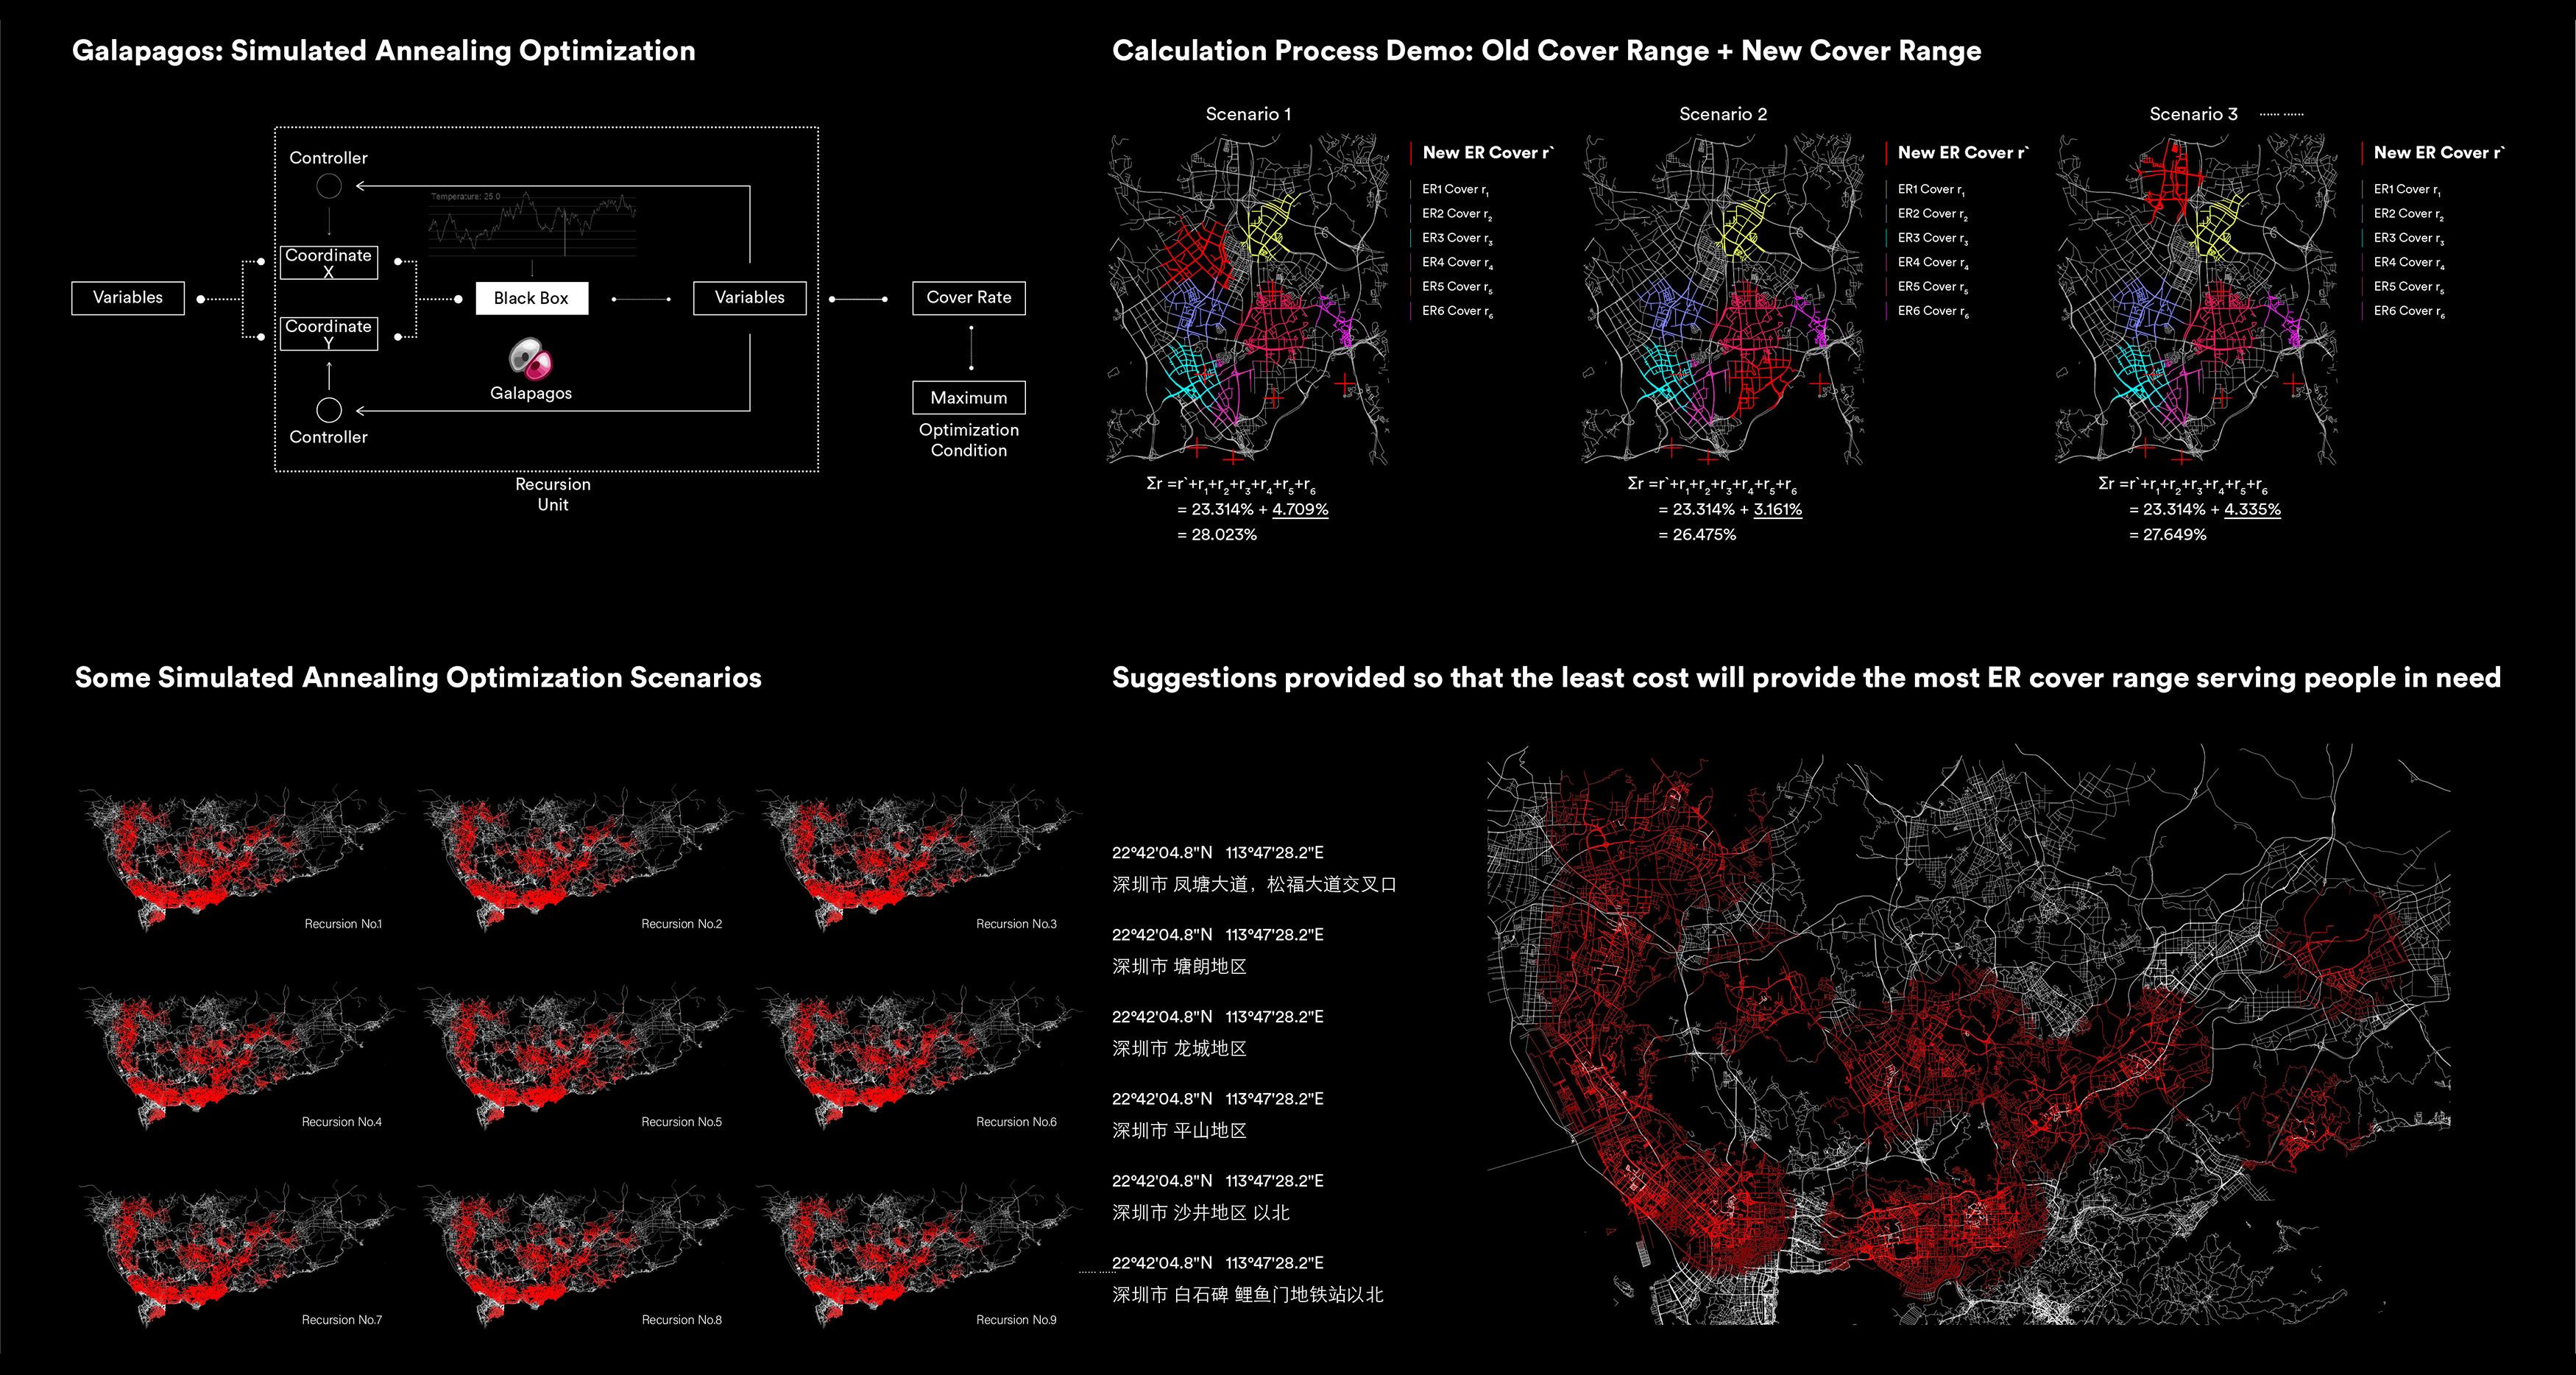 Galapagos: Simulated Annealing Optimization
Controller
Temperature: 25.0
Coordinate
X
Variables
Coordinate
Y
Black Box
Variables
Cover Rate
Galapagos
Maximum
Optimization
Condition
Controller
Recursion
Unit
Calculation Process Demo: Old Cover Range + New Cover Range
Scenario 1
New ER Cover r`
ER1 Cover r₁
ER2 Cover r₂
ER3 Cover r₃
ER4 Cover r₄
ER5 Cover r₅
ER6 Cover r₆
Σr =r`+r₁+r₂+r₃+r₄+r₅+r₆
= 23.314% + 4.709%
= 28.023%
Scenario 2
New ER Cover r`
ER1 Cover r₁
ER2 Cover r₂
ER3 Cover r₃
ER4 Cover r₄
ER5 Cover r₅
ER6 Cover r₆
Σr =r`+r₁+r₂+r₃+r₄+r₅+r₆
= 23.314% + 3.161%
= 26.475%
Scenario 3 ...... ......
New ER Cover r`
ER1 Cover r₁
ER2 Cover r₂
ER3 Cover r₃
ER4 Cover r₄
ER5 Cover r₅
ER6 Cover r₆
Σr =r`+r₁+r₂+r₃+r₄+r₅+r₆
= 23.314% + 4.335%
= 27.649%
Some Simulated Annealing Optimization Scenarios
Recursion No.1
Recursion No.2
Recursion No.3
Recursion No.4
Recursion No.5
Recursion No.6
Recursion No.7
Recursion No.8
Recursion No.9
...... ......
Suggestions provided so that the least cost will provide the most ER cover range serving people in need
22°42'04.8"N 113°47'28.2"E
深圳市 凤塘大道，松福大道交叉口
22°42'04.8"N 113°47'28.2"E
深圳市 塘朗地区
22°42'04.8"N 113°47'28.2"E
深圳市 龙城地区
22°42'04.8"N 113°47'28.2"E
深圳市 平山地区
22°42'04.8"N 113°47'28.2"E
深圳市 沙井地区 以北
22°42'04.8"N 113°47'28.2"E
深圳市 白石碑 鲤鱼门地铁站以北